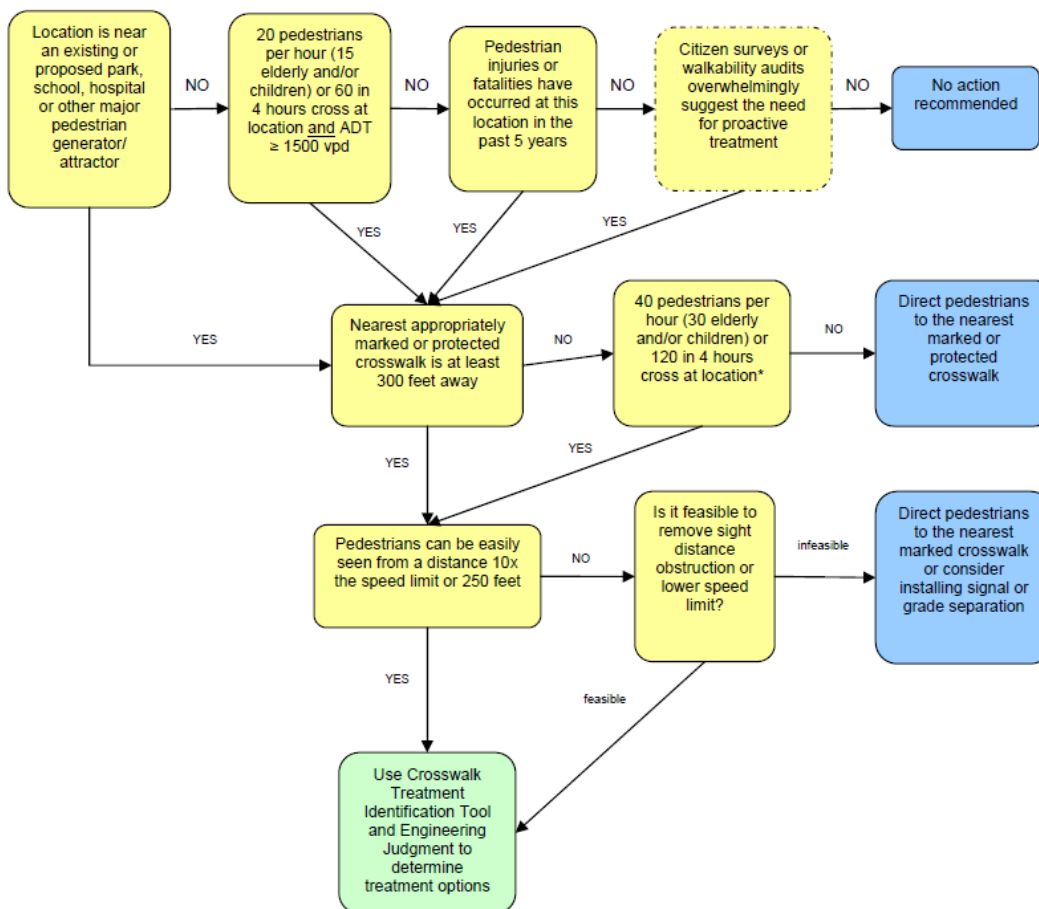 Location is near
an existing or
proposed park,
school, hospital
or other major
pedestrian
generator/
attractor
NO
20 pedestrians
per hour (15
elderly and/or
children) or 60 in
4 hours cross at
location and ADT
≥ 1500 vpd
NO
Pedestrian
injuries or
fatalities have
occurred at this
location in the
past 5 years
NO
Citizen surveys or
walkability audits
overwhelmingly
suggest the need
for proactive
treatment
NO
No action
recommended
YES
YES
YES
YES
Nearest appropriately
marked or protected
crosswalk is at least
300 feet away
NO
40 pedestrians per
hour (30 elderly
and/or children) or
120 in 4 hours
cross at location*
NO
Direct pedestrians
to the nearest
marked or
protected
crosswalk
YES
YES
Pedestrians can be easily
seen from a distance 10x
the speed limit or 250 feet
NO
Is it feasible to
remove sight
distance
obstruction or
lower speed
limit?
infeasible
Direct pedestrians
to the nearest
marked crosswalk
or consider
installing signal or
grade separation
YES
feasible
Use Crosswalk
Treatment
Identification Tool
and Engineering
Judgment to
determine
treatment options